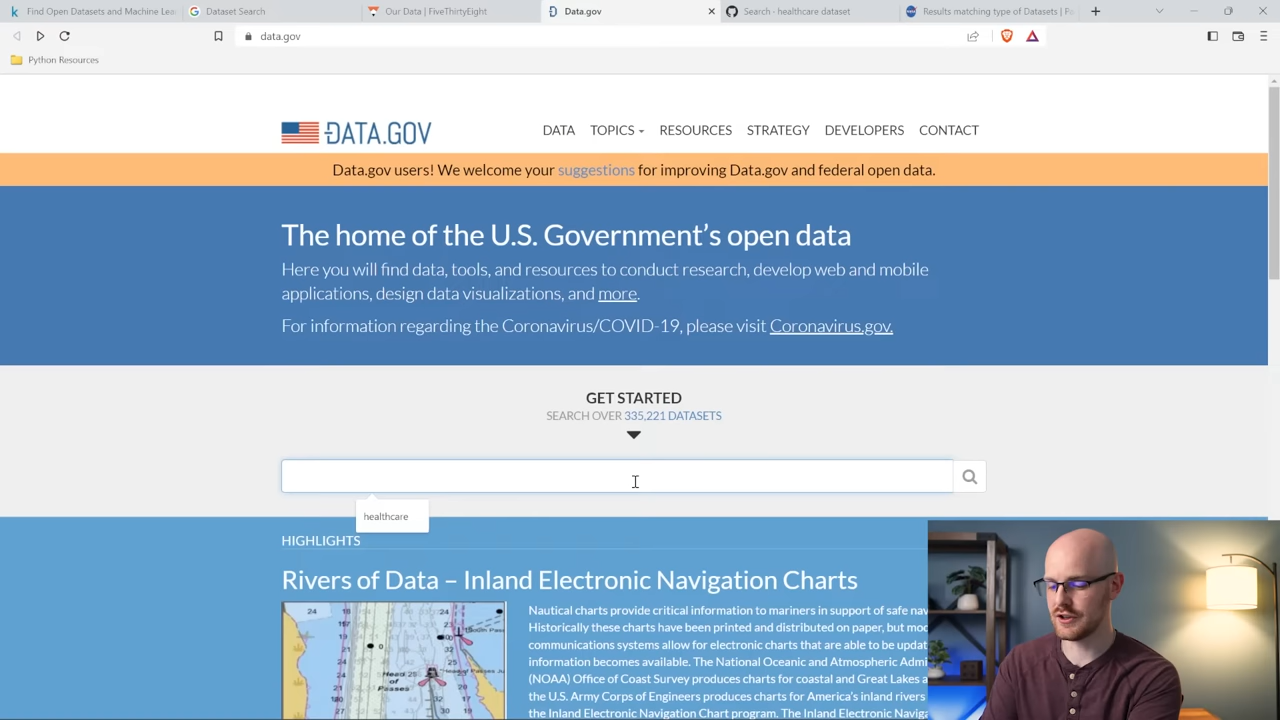 Find Open Datasets and Machine Lea
Dataset Search
Our Data | FiveThirtyEight
Data.gov
Search · healthcare dataset
Results matching type of Datasets | Pa
data.gov
Python Resources
DATA.GOV
DATA
TOPICS
RESOURCES
STRATEGY
DEVELOPERS
CONTACT
Data.gov users! We welcome your suggestions for improving Data.gov and federal open data.
The home of the U.S. Government's open data
Here you will find data, tools, and resources to conduct research, develop web and mobile
applications, design data visualizations, and more.
For information regarding the Coronavirus/COVID-19, please visit Coronavirus.gov.
GET STARTED
SEARCH OVER 335,221 DATASETS
healthcare
HIGHLIGHTS
Rivers of Data – Inland Electronic Navigation Charts
Nautical charts provide critical information to mariners in support of safe nav
Historically these charts have been printed and distributed on paper, but mod
communications systems allow for electronic charts that are able to be updat
information becomes available. The National Oceanic and Atmospheric Admi
(NOAA) Office of Coast Survey produces charts for coastal and Great Lakes a
the U.S. Army Corps of Engineers produces charts for America's inland rivers
the Inland Electronic Navigation Chart program. The Inland Electronic Naviga
Head of
Passes